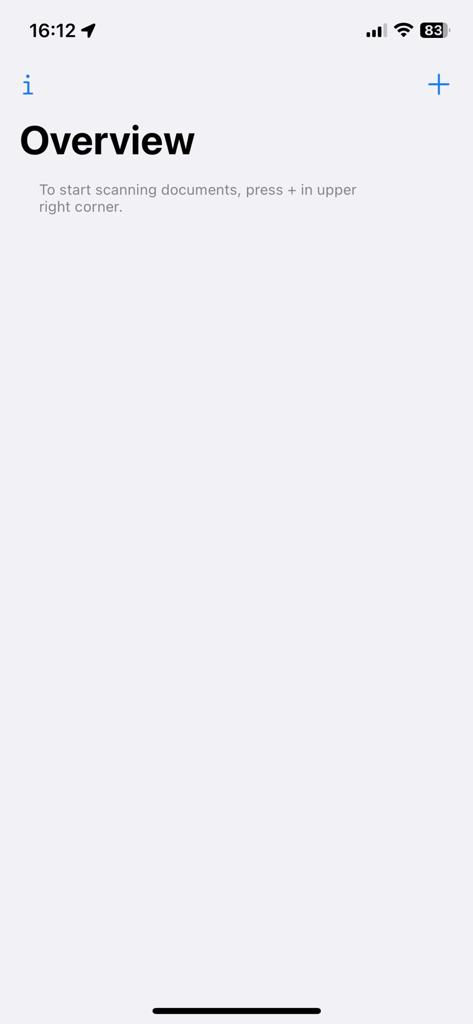 16:12
83
i
+
Overview
To start scanning documents, press + in upper
right corner.